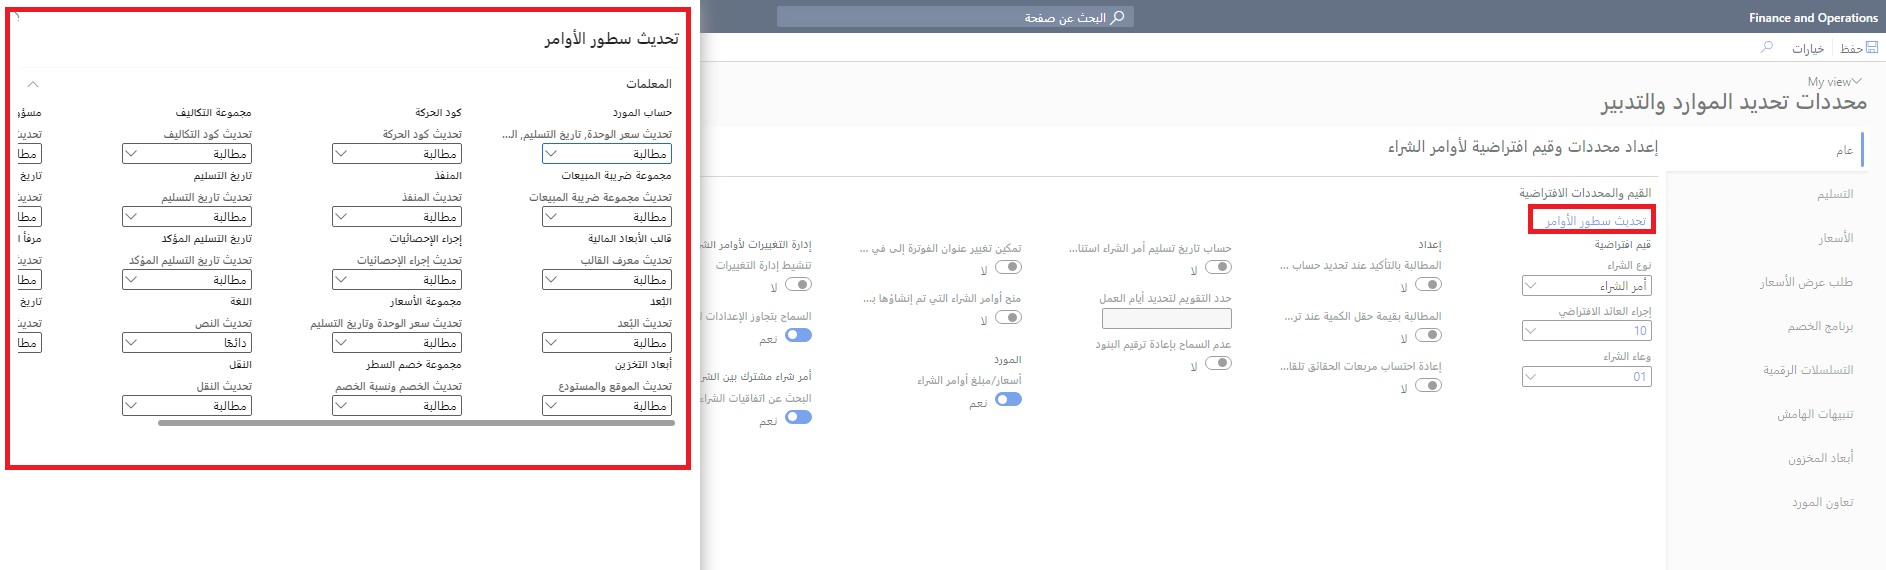 Finance and Operations
البحث عن صفحة
حفظ
خيارات
My view
محددات تحديد الموارد والتدبير
عام
التسليم
الأسعار
طلب عرض الأسعار
برنامج الخصم
التسلسلات الرقمية
تنبيهات الهامش
أبعاد المخزون
تعاون المورد
إعداد محددات وقيم افتراضية لأوامر الشراء
القيم والمحددات الافتراضية
تحديث سطور الأوامر
قيم افتراضية
نوع الشراء
أمر الشراء
إجراء العائد الافتراضي
10
وعاء الشراء
01
إعداد
المطالبة بالتأكيد عند تحديد حساب ...
لا
المطالبة بقيمة حقل الكمية عند تر...
لا
إعادة احتساب مربعات الحقائق تلقا...
لا
حساب تاريخ تسليم أمر الشراء استنا...
لا
حدد التقويم لتحديد أيام العمل
عدم السماح بإعادة ترقيم البنود
لا
تمكين تغيير عنوان الفوترة إلى في ...
لا
منح أوامر الشراء التي تم إنشاؤها بـ...
لا
المورد
أسعار/مبلغ أوامر الشراء
نعم
إدارة التغييرات لأوامر الشر
تنشيط إدارة التغييرات
لا
السماح بتجاوز الإعدادات ل
نعم
أمر شراء مشترك بين الشر
البحث عن اتفاقيات الشراء
نعم
تحديث سطور الأوامر
المعلمات
حساب المورد
تحديث سعر الوحدة, تاريخ التسليم, الـ...
مطالبة
مجموعة ضريبة المبيعات
تحديث مجموعة ضريبة المبيعات
مطالبة
قالب الأبعاد المالية
تحديث معرف القالب
مطالبة
البُعد
تحديث البُعد
مطالبة
أبعاد التخزين
تحديث الموقع والمستودع
مطالبة
كود الحركة
تحديث كود الحركة
مطالبة
المنفذ
تحديث المنفذ
مطالبة
إجراء الإحصائيات
تحديث إجراء الإحصائيات
مطالبة
مجموعة الأسعار
تحديث سعر الوحدة وتاريخ التسليم
مطالبة
مجموعة خصم السطر
تحديث الخصم ونسبة الخصم
مطالبة
مجموعة التكاليف
تحديث كود التكاليف
مطالبة
تاريخ التسليم
تحديث تاريخ التسليم
مطالبة
تاريخ التسليم المؤكد
تحديث تاريخ التسليم المؤكد
مطالبة
اللغة
تحديث النص
دائمًا
النقل
تحديث النقل
مطالبة
مسؤو
تحديث
مطالـ
تاريخ
تحديث
مطالـ
مرفأ ا
تحديث
مطالـ
تاريخ
تحديث
مطالـ